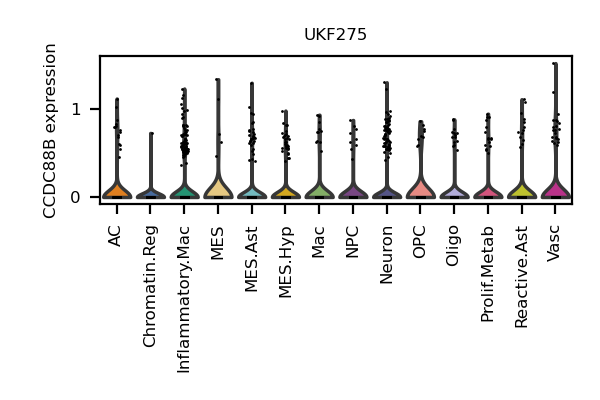 UKF275
CCDC88B expression
1
0
AC
Chromatin.Reg
Inflammatory.Mac
MES
MES.Ast
MES.Hyp
Mac
NPC
Neuron
OPC
Oligo
Prolif.Metab
Reactive.Ast
Vasc